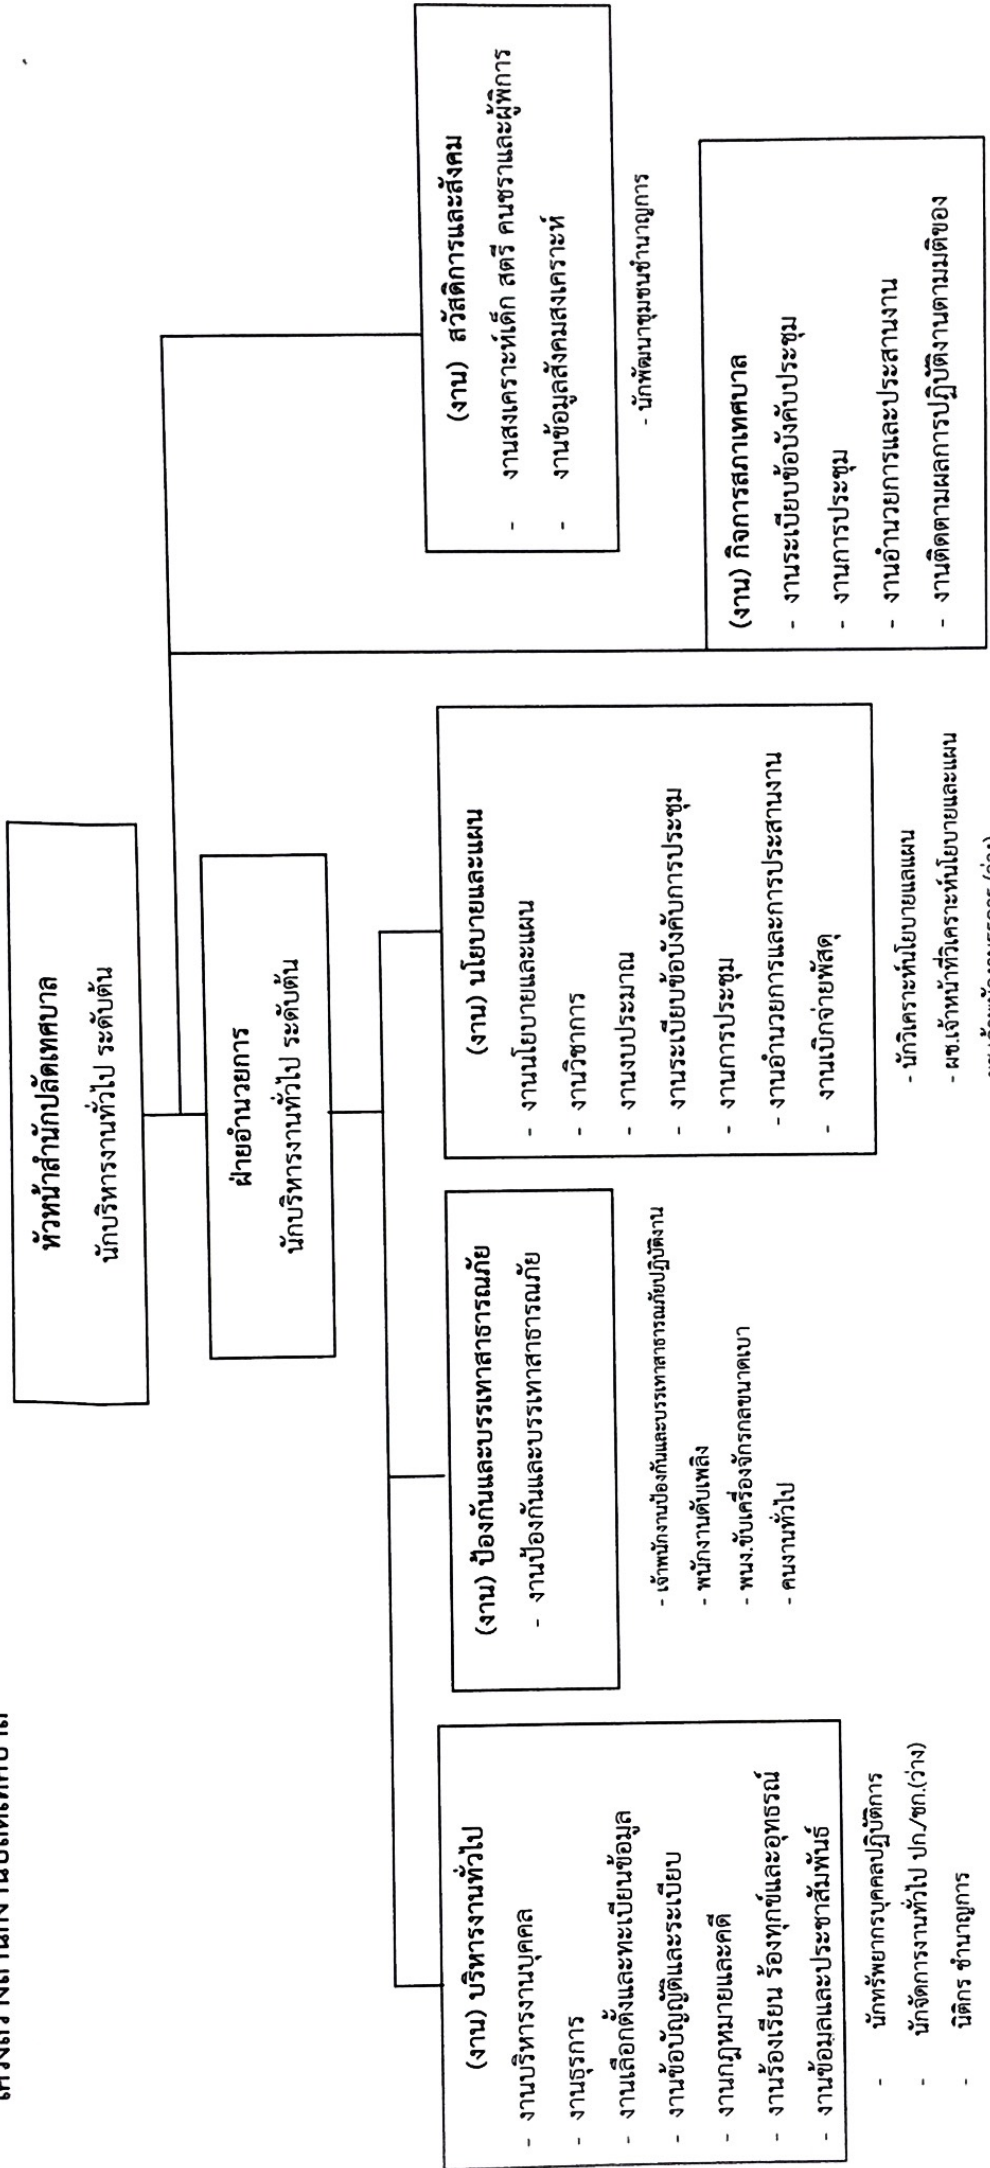 หัวหน้าสำนักปลัดเทศบาล
นักบริหารงานทั่วไป ระดับต้น
ฝ่ายอำนวยการ
นักบริหารงานทั่วไป ระดับต้น
(งาน) บริหารงานทั่วไป
- งานบริหารงานบุคคล
- งานธุรการ
- งานเลือกตั้งและทะเบียนข้อมูล
- งานข้อบัญญัติและระเบียบ
- งานกฎหมายและคดี
- งานร้องเรียน ร้องทุกข์และอุทธรณ์
- งานข้อมูลและประชาสัมพันธ์
- นักทรัพยากรบุคคลปฏิบัติการ
- นักจัดการงานทั่วไป ปก./ชก.(ว่าง)
- นิติกร ชำนาญการ
(งาน) ป้องกันและบรรเทาสาธารณภัย
- งานป้องกันและบรรเทาสาธารณภัย
- เจ้าพนักงานป้องกันและบรรเทาสาธารณภัยปฏิบัติงาน
- พนักงานดับเพลิง
- พนง.ขับเครื่องจักรกลขนาดเบา
- คนงานทั่วไป
(งาน) นโยบายและแผน
- งานนโยบายและแผน
- งานวิชาการ
- งานงบประมาณ
- งานระเบียบข้อบังคับการประชุม
- งานการประชุม
- งานอำนวยการและการประสานงาน
- งานเบิกจ่ายพัสดุ
- นักวิเคราะห์นโยบายแลแผน
- ผช.เจ้าหน้าที่วิเคราะห์นโยบายและแผน
(งาน) สวัสดิการและสังคม
- งานสงเคราะห์เด็ก สตรี คนชราและผู้พิการ
- งานข้อมูลสังคมสงเคราะห์
- นักพัฒนาชุมชนชำนาญการ
(งาน) กิจการสภาเทศบาล
- งานระเบียบข้อบังคับประชุม
- งานการประชุม
- งานอำนวยการและประสานงาน
- งานติดตามผลการปฏิบัติงานตามมติของ